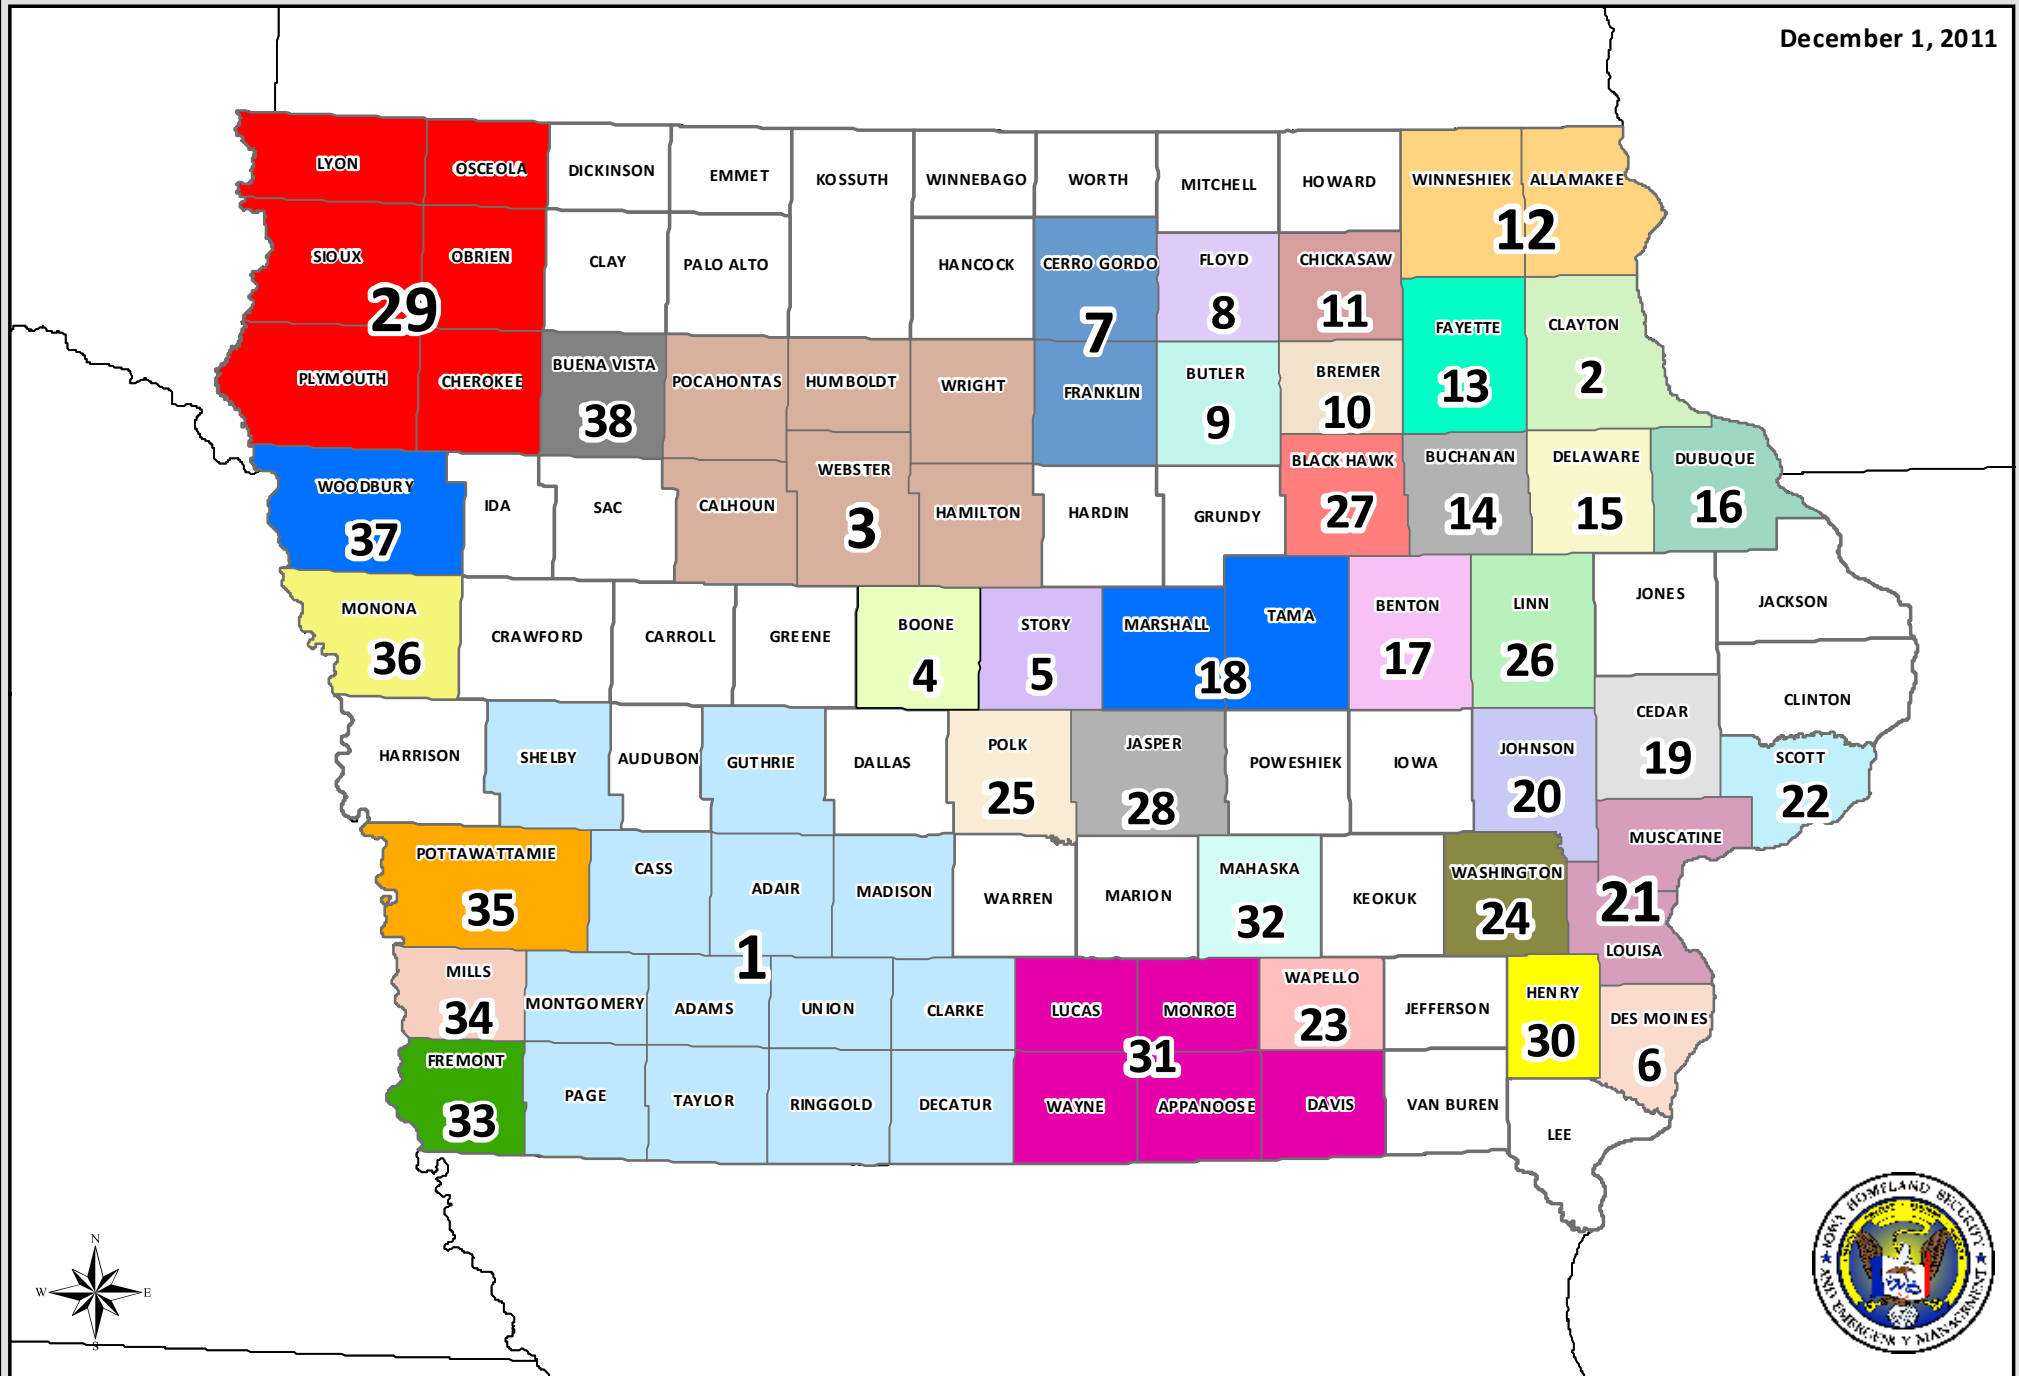 December 1, 2011
LYON
OSCEOLA
DICKINSON
EMMET
KOSSUTH
WINNEBAGO
WORTH
MITCHELL
HOWARD
WINNESHIEK
ALLAMAKEE
12
SIOUX
OBRIEN
CLAY
PALO ALTO
HANCOCK
CERRO GORDO
FLOYD
CHICKASAW
29
7
8
11
FAYETTE
CLAYTON
13
2
PLYMOUTH
CHEROKEE
BUENA VISTA
38
POCAHONTAS
HUMBOLDT
WRIGHT
FRANKLIN
BUTLER
9
BREMER
10
WOODBURY
37
IDA
SAC
CALHOUN
WEBSTER
3
HAMILTON
HARDIN
GRUNDY
BLACK HAWK
27
BUCHANAN
14
DELAWARE
15
DUBUQUE
16
MONONA
36
CRAWFORD
CARROLL
GREENE
BOONE
4
STORY
5
MARSHALL
18
TAMA
BENTON
17
LINN
26
JONES
JACKSON
CLINTON
HARRISON
SHELBY
AUDUBON
GUTHRIE
DALLAS
POLK
25
JASPER
28
POWESHIEK
IOWA
JOHNSON
20
CEDAR
19
SCOTT
22
MUSCATINE
21
LOUISA
POTTAWATTAMIE
35
CASS
ADAIR
MADISON
WARREN
MARION
MAHASKA
32
KEOKUK
WASHINGTON
24
1
MILLS
34
MONTGOMERY
ADAMS
UNION
CLARKE
LUCAS
MONROE
31
WAPELLO
23
JEFFERSON
HENRY
30
DES MOINES
6
FREMONT
33
PAGE
TAYLOR
RINGGOLD
DECATUR
WAYNE
APPANOOSE
DAVIS
VAN BUREN
LEE
N
W
E
S
IOWA HOMELAND SECURITY
AND EMERGENCY MANAGEMENT